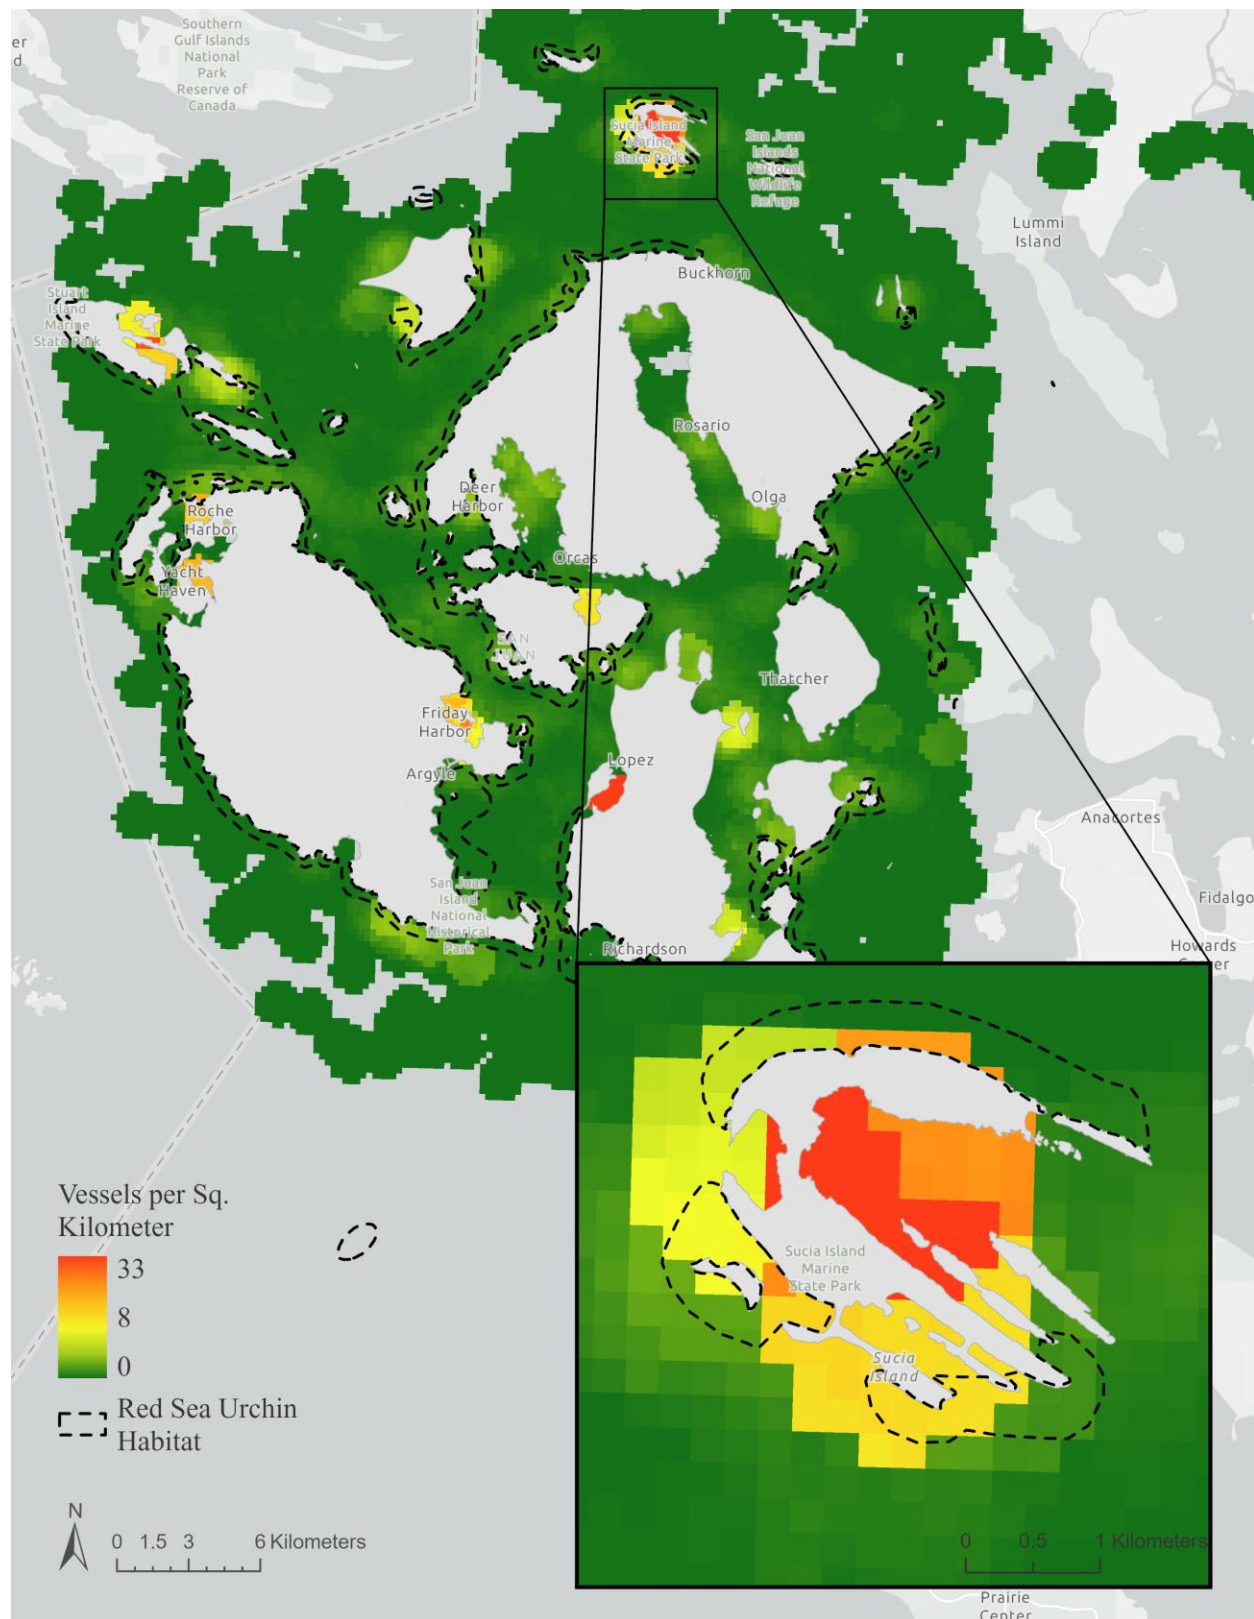 Southern
Gulf Islands
National
Park
Reserve of
Canada
er
d
Sucia Island
Marine
State Park
San Juan
Islands
National
Wildlife
Refuge
Lummi
Island
Buckhorn
Stuart
Island
Marine
State Park
Rosario
Deer
Harbor
Olga
Roche
Harbor
Orcas
Yacht
Haven
SAN
JUAN
Thatcher
Friday
Harbor
Lopez
Argyle
Anacortes
San Juan
Island
National
Historical
Park
Fidalgo
Richardson
Howards
er
Vessels per Sq.
Kilometer
33
8
0
Red Sea Urchin
Habitat
N
0 1.5 3 6 Kilometers
Sucia Island
Marine
State Park
Sucia
Island
0 0.5 1 Kilometers
Prairie
Center